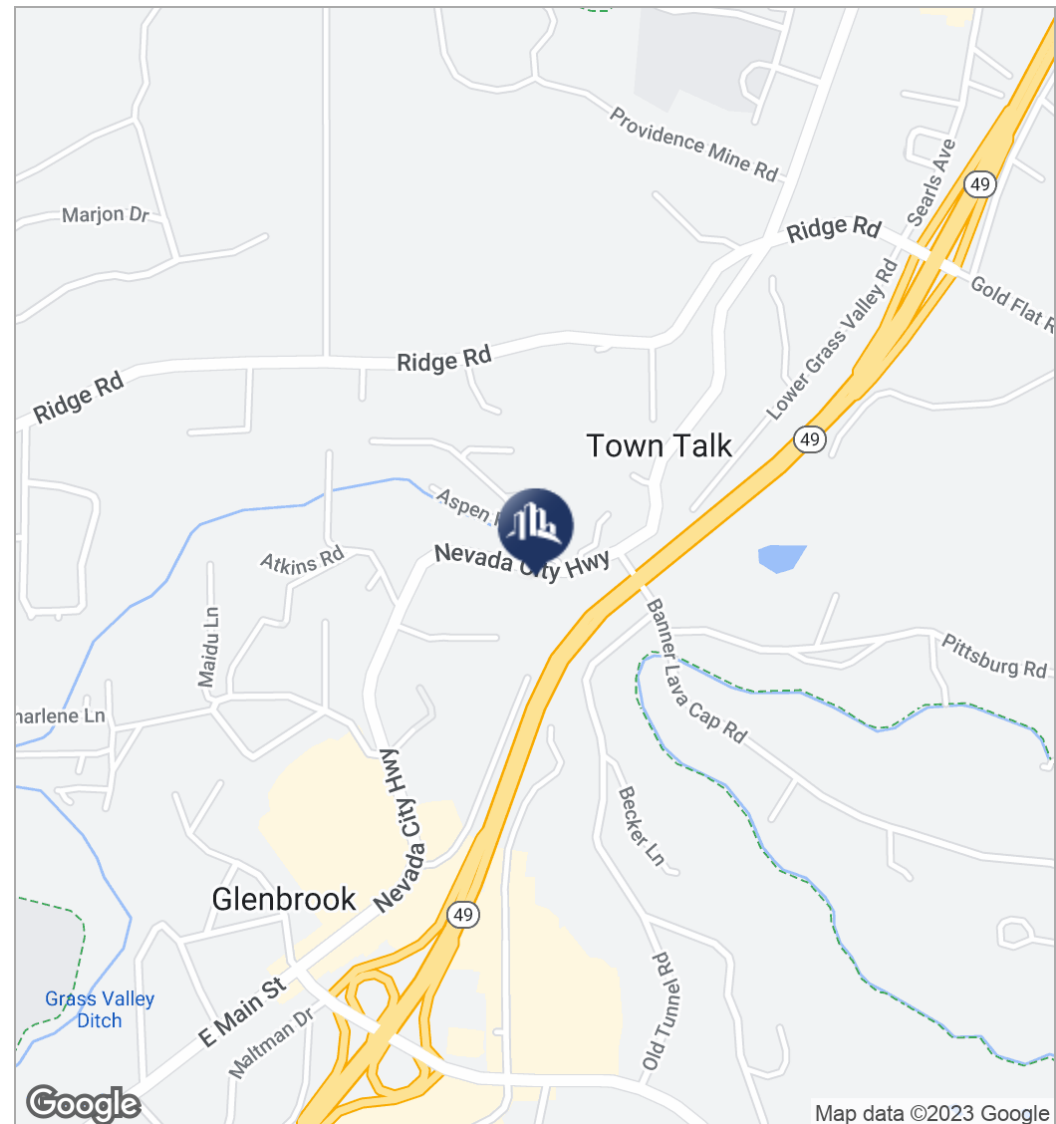 Providence Mine Rd
Searls Ave
49
Marjon Dr
Ridge Rd
Gold Flat R
Lower Grass Valley Rd
Ridge Rd
Ridge Rd
49
Town Talk
Aspen
Nevada City Hwy
Atkins Rd
Maidu Ln
Banner Lava Cap Rd
Pittsburg Rd
harlene Ln
Nevada City Hwy
Becker Ln
Glenbrook
49
Old Tunnel Rd
Grass Valley
Ditch
E Main St
Maltman Dr
Google
Map data ©2023 Google